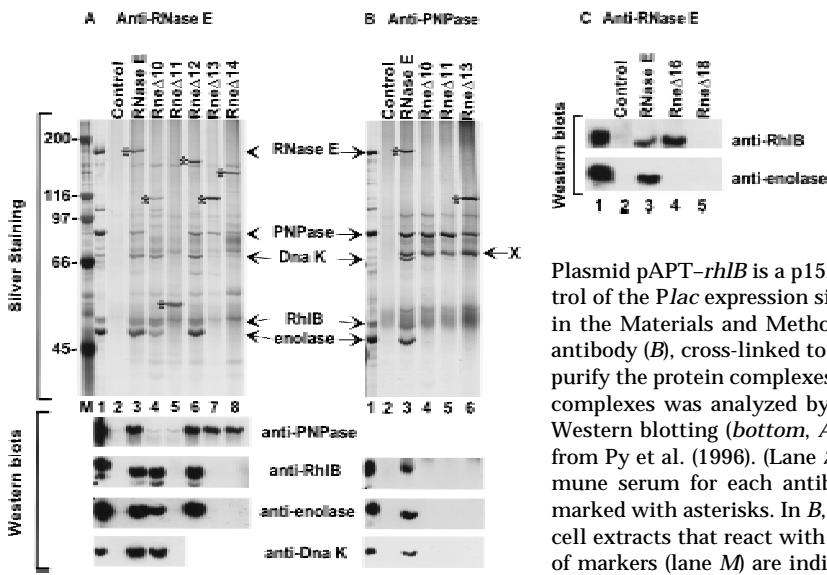 A Anti-RNase E
Control
RNase E
RneΔ10
RneΔ11
RneΔ12
RneΔ13
RneΔ14
B Anti-PNPase
Control
RNase E
RneΔ10
RneΔ11
RneΔ13
C Anti-RNase E
Control
RNase E
RneΔ16
RneΔ18
Western blots
anti-RhlB
anti-enolase
1 2 3 4 5
Silver Staining
200-
116-
97-
66-
45-
RNase E
PNPase
Dna K
RhlB
enolase
X
M 1 2 3 4 5 6 7 8
1 2 3 4 5 6
Western blots
anti-PNPase
anti-RhlB
anti-enolase
anti-Dna K
Plasmid pAPT–rhlB is a p15
trol of the Plac expression si
in the Materials and Metho
antibody (B), cross-linked to
purify the protein complexes
complexes was analyzed by
Western blotting (bottom, A
from Py et al. (1996). (Lane
mune serum for each antib
marked with asterisks. In B,
cell extracts that react with
of markers (lane M) are indi